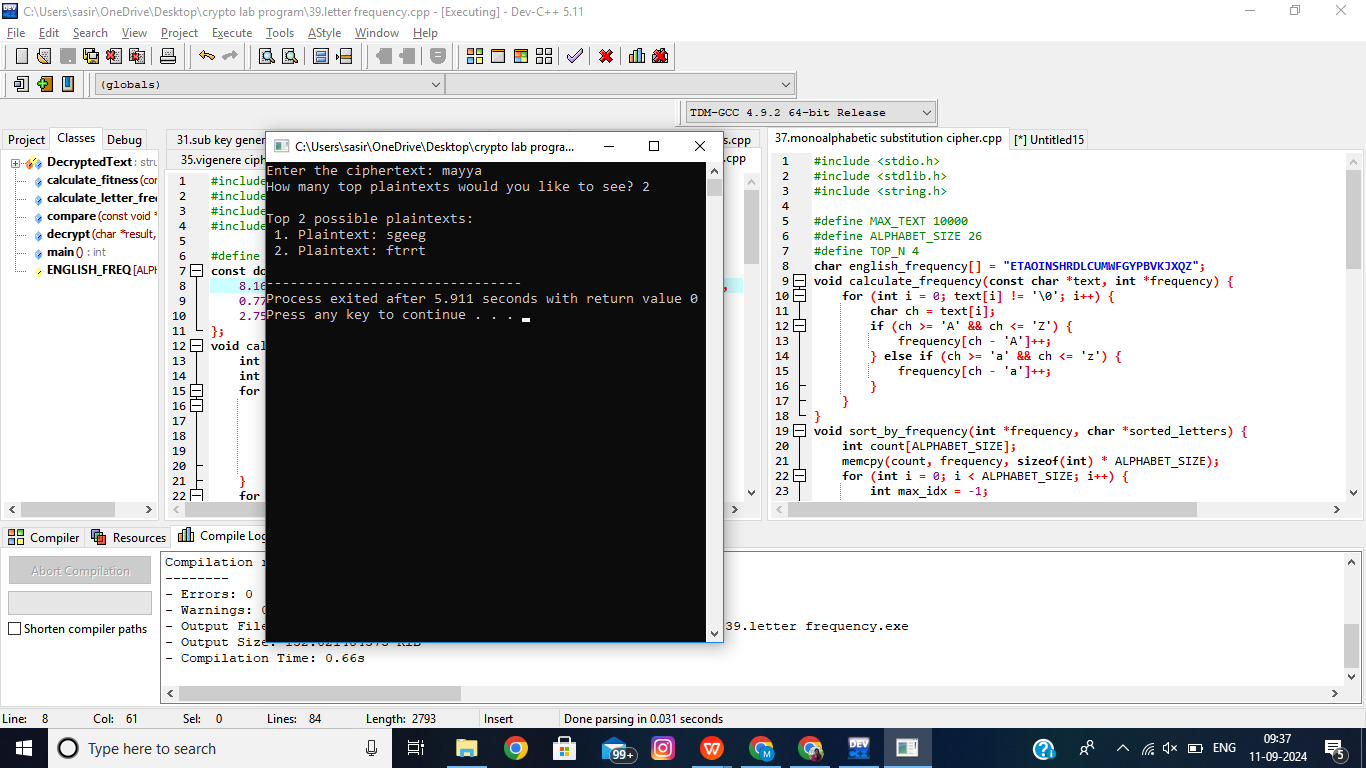 C:\Users\sasir\OneDrive\Desktop\crypto lab program\39.letter frequency.cpp - [Executing] - Dev-C++ 5.11
File Edit Search View Project Execute Tools AStyle Window Help
(globals)
TDM-GCC 4.9.2 64-bit Release
Project Classes Debug
DecryptedText : stru
calculate_fitness (cor
calculate_letter_fre
compare (const void *
decrypt (char *result,
main () : int
ENGLISH_FREQ [ALPH
31.sub key gener
s.cpp
35.vigenere ciph
.cpp
1 #include
2 #include
3 #include
4 #include
5
6 #define
7 const do
8 8.16 ,
9 0.77
10 2.75
11 };
12 void cal
13 int
14 int
15 for
16
17
18
19
20
21 }
22 for
C:\Users\sasir\OneDrive\Desktop\crypto lab progra...
Enter the ciphertext: mayya
How many top plaintexts would you like to see? 2
Top 2 possible plaintexts:
1. Plaintext: sgeeg
2. Plaintext: ftrrt
--------------------------------
Process exited after 5.911 seconds with return value 0
Press any key to continue . . .
37.monoalphabetic substitution cipher.cpp [*] Untitled15
1 #include <stdio.h>
2 #include <stdlib.h>
3 #include <string.h>
4
5 #define MAX_TEXT 10000
6 #define ALPHABET_SIZE 26
7 #define TOP_N 4
8 char english_frequency[] = "ETAOINSHRDLCUMWFGYPBVKJXQZ";
9 void calculate_frequency(const char *text, int *frequency) {
10 for (int i = 0; text[i] != '\0'; i++) {
11 char ch = text[i];
12 if (ch >= 'A' && ch <= 'Z') {
13 frequency[ch - 'A']++;
14 } else if (ch >= 'a' && ch <= 'z') {
15 frequency[ch - 'a']++;
16 }
17 }
18 }
19 void sort_by_frequency(int *frequency, char *sorted_letters) {
20 int count[ALPHABET_SIZE];
21 memcpy(count, frequency, sizeof(int) * ALPHABET_SIZE);
22 for (int i = 0; i < ALPHABET_SIZE; i++) {
23 int max_idx = -1;
Compiler Resources Compile Log
Abort Compilation
Shorten compiler paths
Compilation
--------
- Errors: 0
- Warnings: 0
- Output File 39.letter frequency.exe
- Output Size:
- Compilation Time: 0.66s
Line: 8 Col: 61 Sel: 0 Lines: 84 Length: 2793 Insert Done parsing in 0.031 seconds
Type here to search
99+
DEV
ENG
09:37
11-09-2024
5